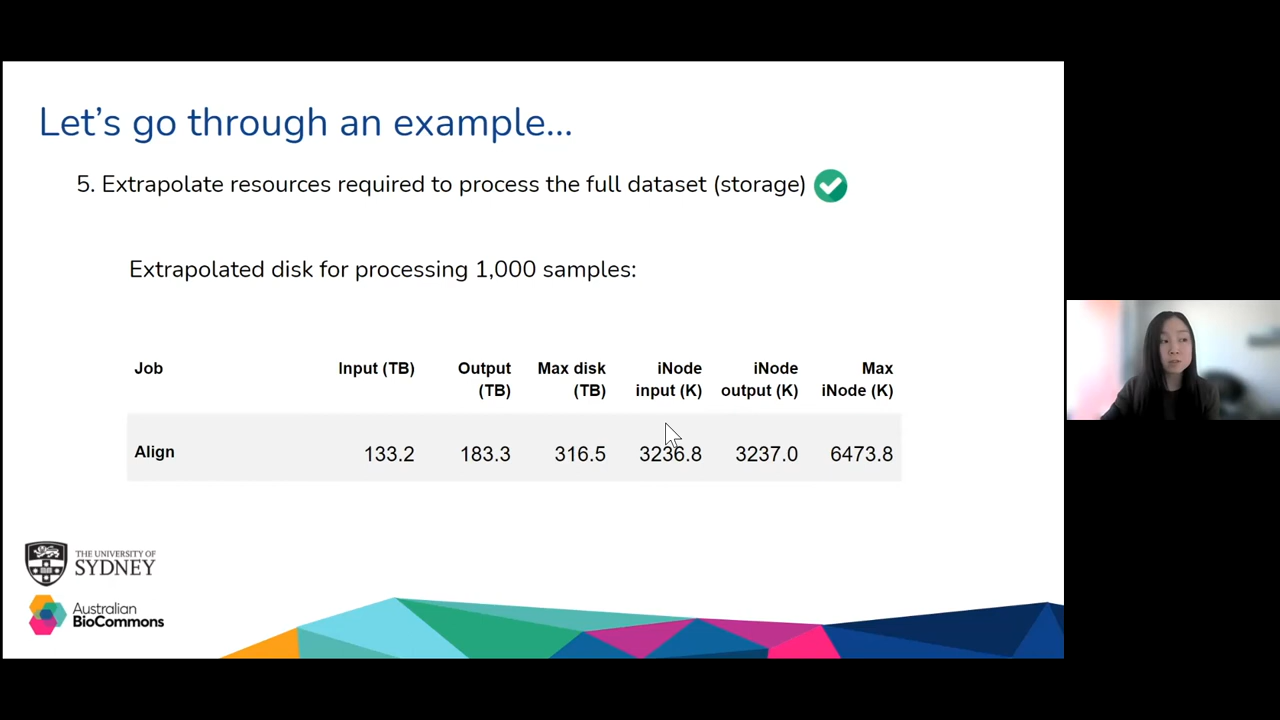 Let's go through an example...
5. Extrapolate resources required to process the full dataset (storage)
Extrapolated disk for processing 1,000 samples:
Job Input (TB) Output (TB) Max disk (TB) iNode input (K) iNode output (K) Max iNode (K)
Align 133.2 183.3 316.5 3236.8 3237.0 6473.8
THE UNIVERSITY OF
SYDNEY
Australian
BioCommons